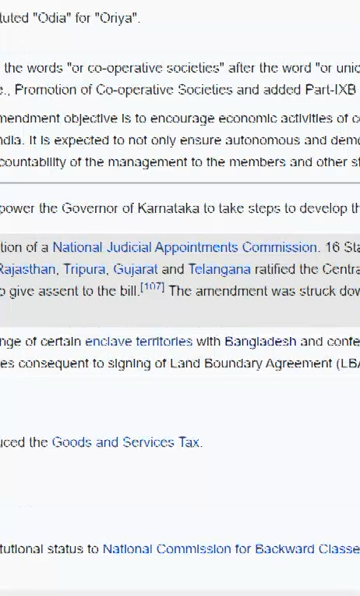 tuted "Odia" for "Oriya".
the words "or co-operative societies" after the word "or unio
e., Promotion of Co-operative Societies and added Part-IXB
mendment objective is to encourage economic activities of c
ndia. It is expected to not only ensure autonomous and dem
countability of the management to the members and other st
power the Governor of Karnataka to take steps to develop th
tion of a National Judicial Appointments Commission. 16 Sta
Rajasthan, Tripura, Gujarat and Telangana ratified the Centra
o give assent to the bill.[107] The amendment was struck dow
nge of certain enclave territories with Bangladesh and confe
es consequent to signing of Land Boundary Agreement (LBA
uced the Goods and Services Tax.
tutional status to National Commission for Backward Classe